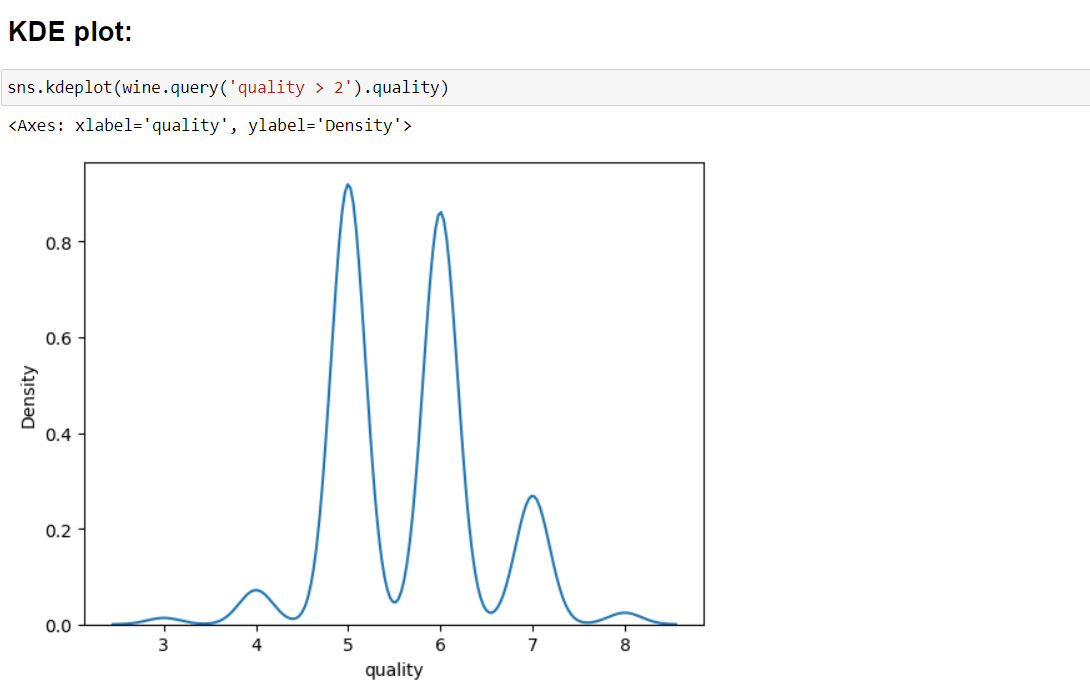 KDE plot:
sns.kdeplot(wine.query('quality > 2').quality)
<Axes: xlabel='quality', ylabel='Density'>
0.8
0.6
0.4
0.2
0.0
Density
3 4 5 6 7 8
quality